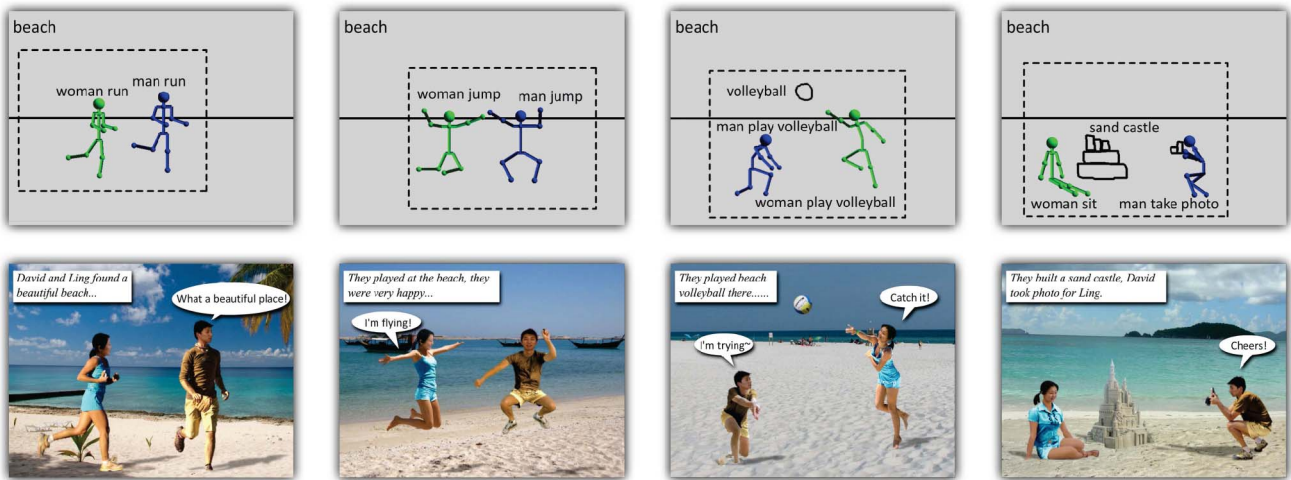 beach
woman run
man run
beach
woman jump
man jump
beach
volleyball
man play volleyball
woman play volleyball
beach
sand castle
woman sit
man take photo
David and Ling found a
beautiful beach...
What a beautiful place!
They played at the beach, they
were very happy...
I'm flying!
They played beach
volleyball there......
Catch it!
I'm trying~
They built a sand castle, David
took photo for Ling.
Cheers!